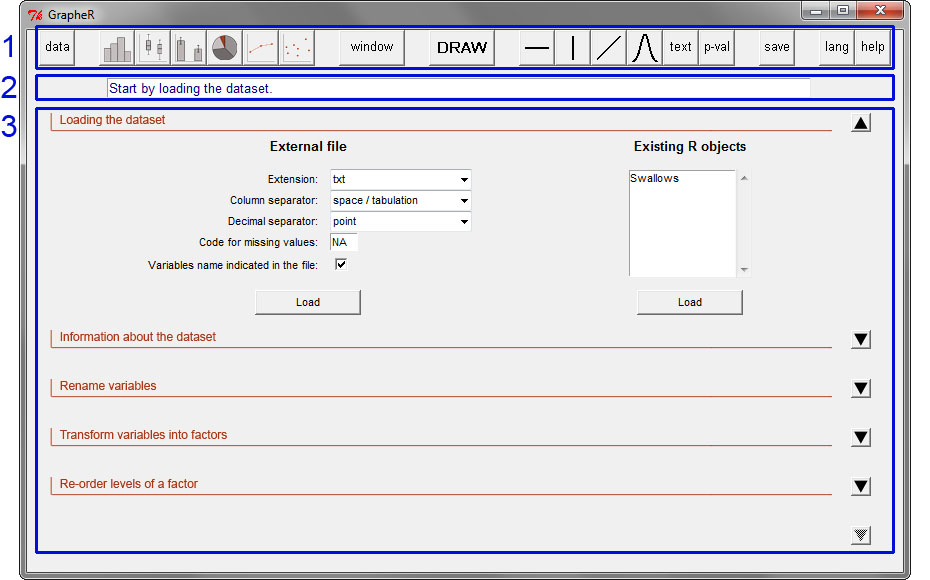 GrapheR
1
data window DRAW text p-val save lang help
2
Start by loading the dataset.
3
Loading the dataset
External file Existing R objects
Extension: txt Swallows
Column separator: space / tabulation
Decimal separator: point
Code for missing values: NA
Variables name indicated in the file:
Load Load
Information about the dataset
Rename variables
Transform variables into factors
Re-order levels of a factor